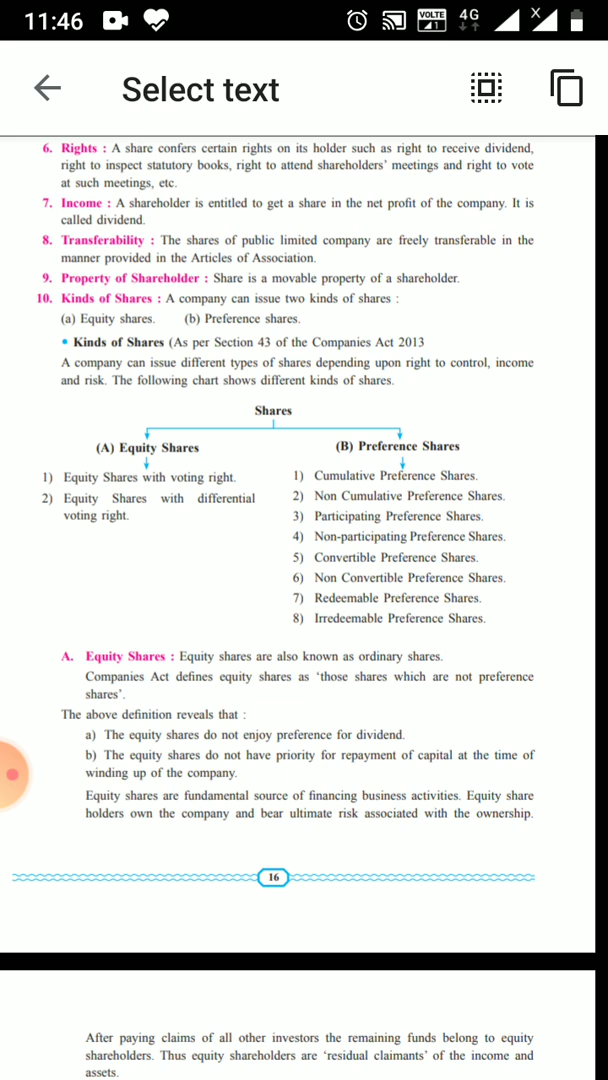 11:46
VOLTE
1
4G
X
Select text
6. Rights : A share confers certain rights on its holder such as right to receive dividend,
right to inspect statutory books, right to attend shareholders' meetings and right to vote
at such meetings, etc.
7. Income : A shareholder is entitled to get a share in the net profit of the company. It is
called dividend.
8. Transferability : The shares of public limited company are freely transferable in the
manner provided in the Articles of Association.
9. Property of Shareholder : Share is a movable property of a shareholder.
10. Kinds of Shares : A company can issue two kinds of shares :
(a) Equity shares. (b) Preference shares.
• Kinds of Shares (As per Section 43 of the Companies Act 2013
A company can issue different types of shares depending upon right to control, income
and risk. The following chart shows different kinds of shares.
Shares
(A) Equity Shares
1) Equity Shares with voting right.
2) Equity Shares with differential
voting right.
(B) Preference Shares
1) Cumulative Preference Shares.
2) Non Cumulative Preference Shares.
3) Participating Preference Shares.
4) Non-participating Preference Shares.
5) Convertible Preference Shares.
6) Non Convertible Preference Shares.
7) Redeemable Preference Shares.
8) Irredeemable Preference Shares.
A. Equity Shares : Equity shares are also known as ordinary shares.
Companies Act defines equity shares as 'those shares which are not preference
shares'.
The above definition reveals that :
a) The equity shares do not enjoy preference for dividend.
b) The equity shares do not have priority for repayment of capital at the time of
winding up of the company.
Equity shares are fundamental source of financing business activities. Equity share
holders own the company and bear ultimate risk associated with the ownership.
16
After paying claims of all other investors the remaining funds belong to equity
shareholders. Thus equity shareholders are 'residual claimants' of the income and
assets.